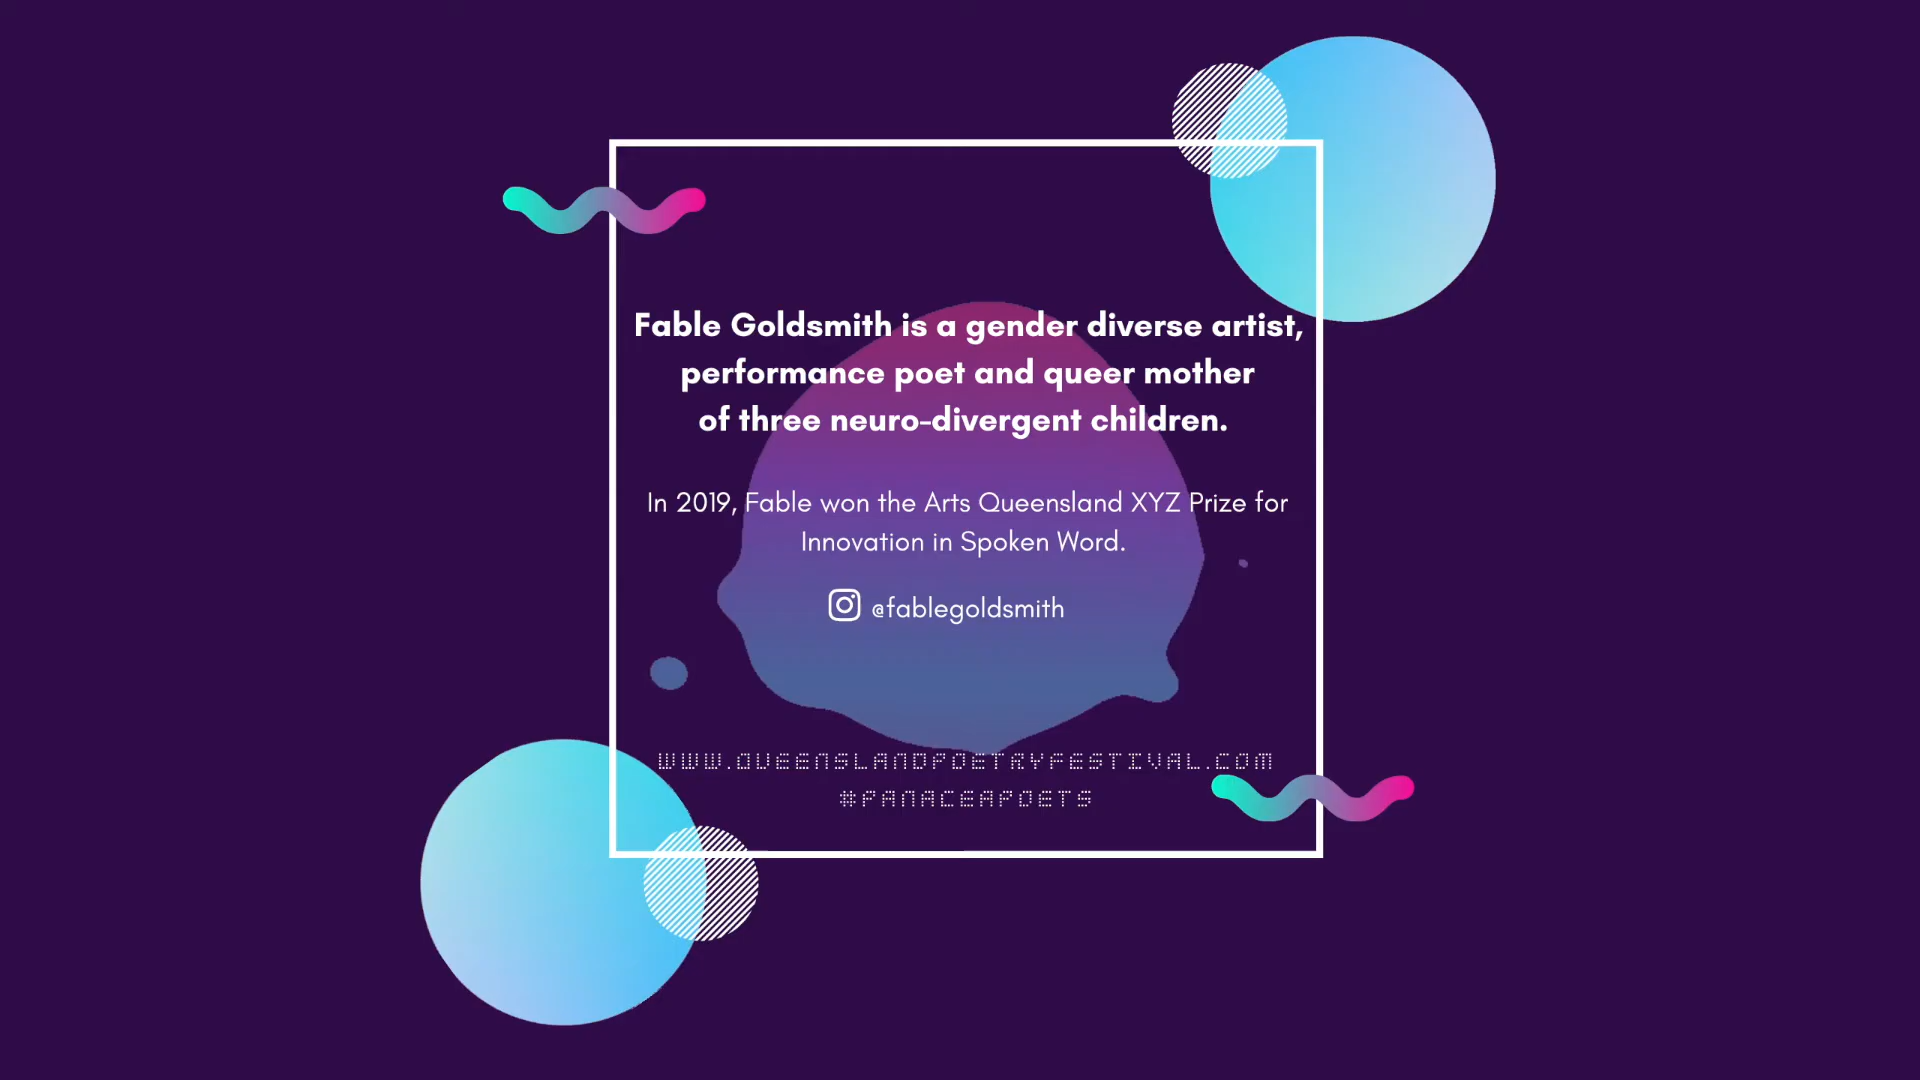 Fable Goldsmith is a gender diverse artist,
performance poet and queer mother
of three neuro-divergent children.
In 2019, Fable won the Arts Queensland XYZ Prize for
Innovation in Spoken Word.
@fablegoldsmith
WWW.QUEENSLANDPOETRYFESTIVAL.COM
#PANACEAPOETS